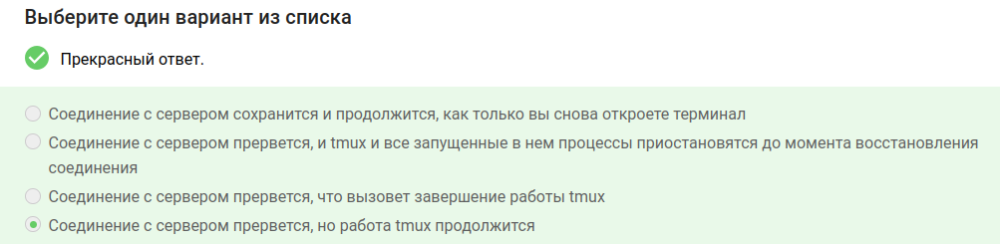 Выберите один вариант из списка
Прекрасный ответ.
Соединение с сервером сохранится и продолжится, как только вы снова откроете терминал
Соединение с сервером прервется, и tmux и все запущенные в нем процессы приостановятся до момента восстановления
соединения
Соединение с сервером прервется, что вызовет завершение работы tmux
Соединение с сервером прервется, но работа tmux продолжится